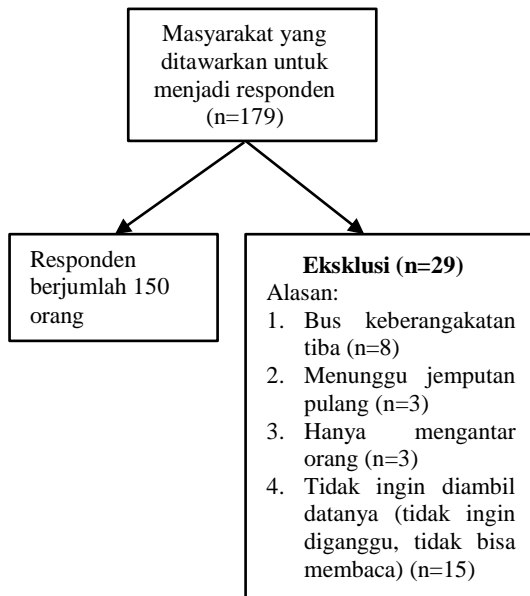 Masyarakat yang
ditawarkan untuk
menjadi responden
(n=179)
Responden
berjumlah 150
orang
Eksklusi (n=29)
Alasan:
1. Bus keberangakatan
tiba (n=8)
2. Menunggu jemputan
pulang (n=3)
3. Hanya mengantar
orang (n=3)
4. Tidak ingin diambil
datanya (tidak ingin
diganggu, tidak bisa
membaca) (n=15)